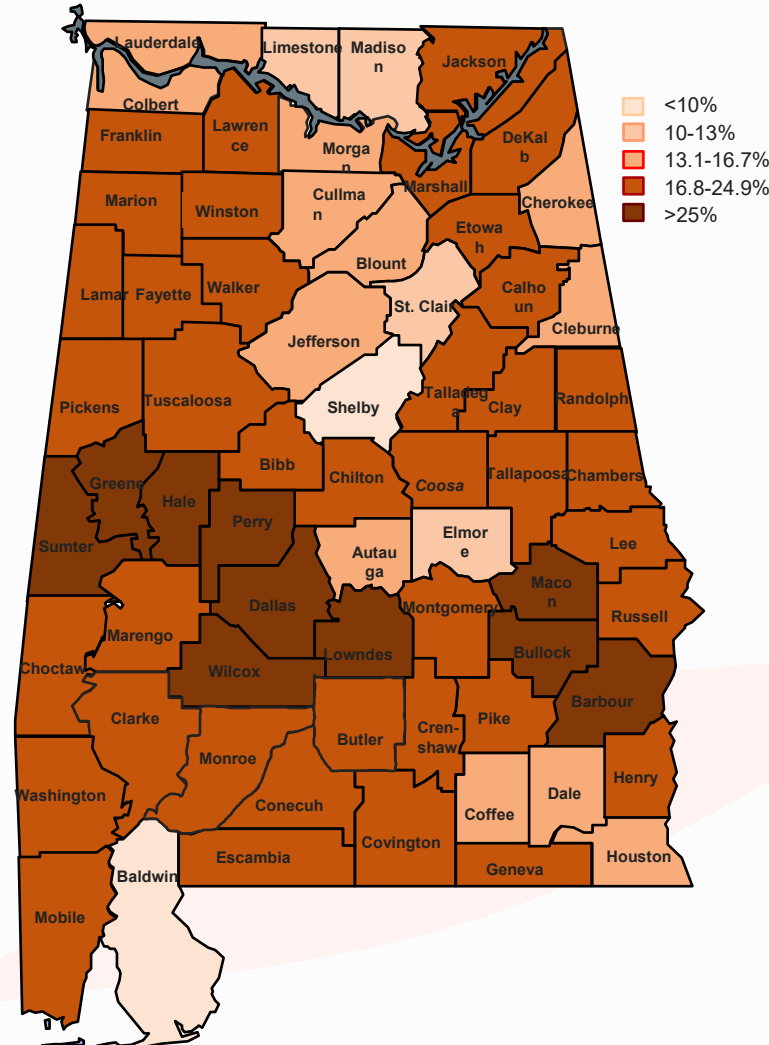 Lauderdale
Limestone
Madiso
n
Jackson
Colbert
<10%
10-13%
13.1-16.7%
16.8-24.9%
>25%
Franklin
Lawren
ce
Morga
n
DeKal
b
Marion
Winston
Cullma
n
Marshall
Cherokee
Etowa
h
Blount
Lamar
Fayette
Walker
St. Clair
Calho
un
Cleburne
Jefferson
Pickens
Tuscaloosa
Shelby
Talladeg
a
Clay
Randolph
Bibb
Chilton
Coosa
Tallapoosa
Chambers
Greene
Hale
Perry
Sumter
Autau
ga
Elmor
e
Lee
Dallas
Montgomery
Maco
n
Russell
Marengo
Choctaw
Wilcox
Lowndes
Bullock
Barbour
Clarke
Monroe
Butler
Cren-
shaw
Pike
Henry
Washington
Conecuh
Coffee
Dale
Covington
Escambia
Geneva
Houston
Baldwin
Mobile